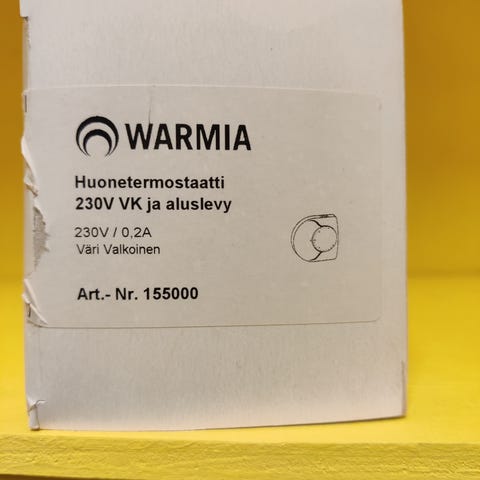 WARMIA
Huonetermostaatti
230V VK ja aluslevy
230V / 0,2A
Väri Valkoinen
Art.- Nr. 155000